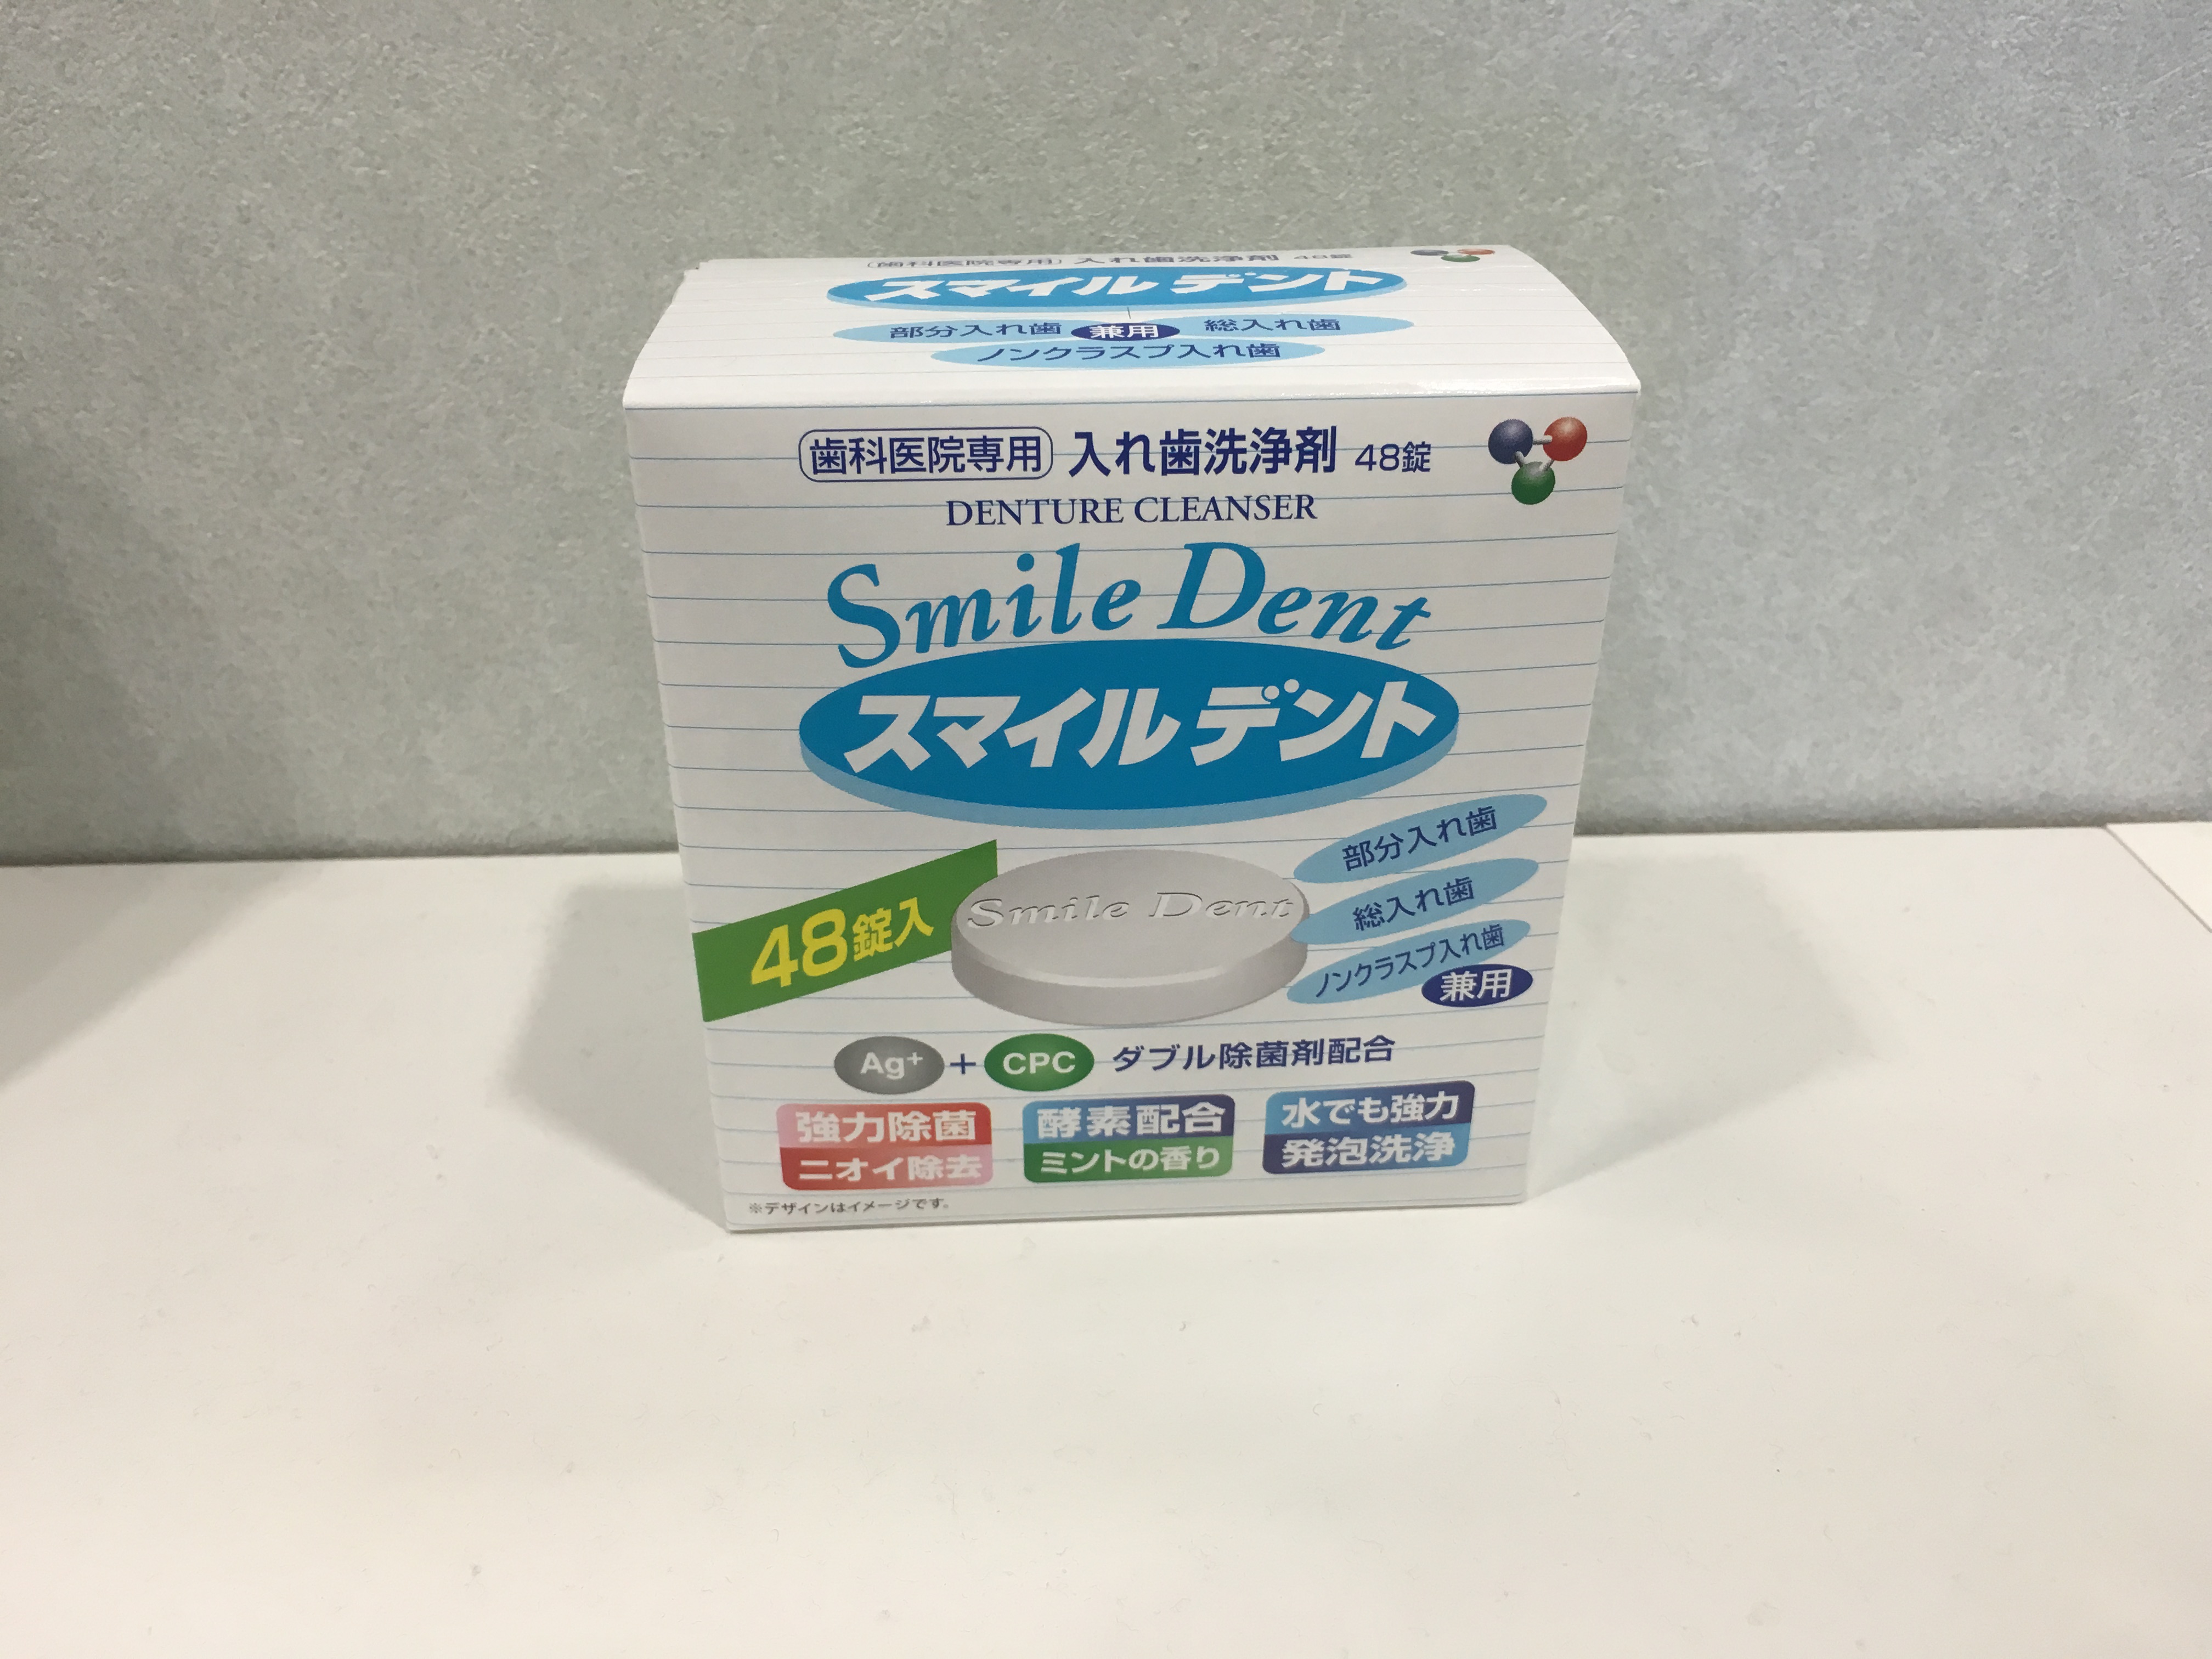 歯科医院専用 入れ歯洗浄剤 48錠
スマイルデント
部分入れ歯 兼用 総入れ歯
ノンクラスプ入れ歯
歯科医院専用 入れ歯洗浄剤 48錠
DENTURE CLEANSER
Smile Dent
スマイルデント
48錠入
Smile Dent
部分入れ歯
総入れ歯
ノンクラスプ入れ歯
兼用
Ag⁺ + CPC ダブル除菌剤配合
強力除菌
ニオイ除去
酵素配合
ミントの香り
水でも強力
発泡洗浄
※デザインはイメージです。